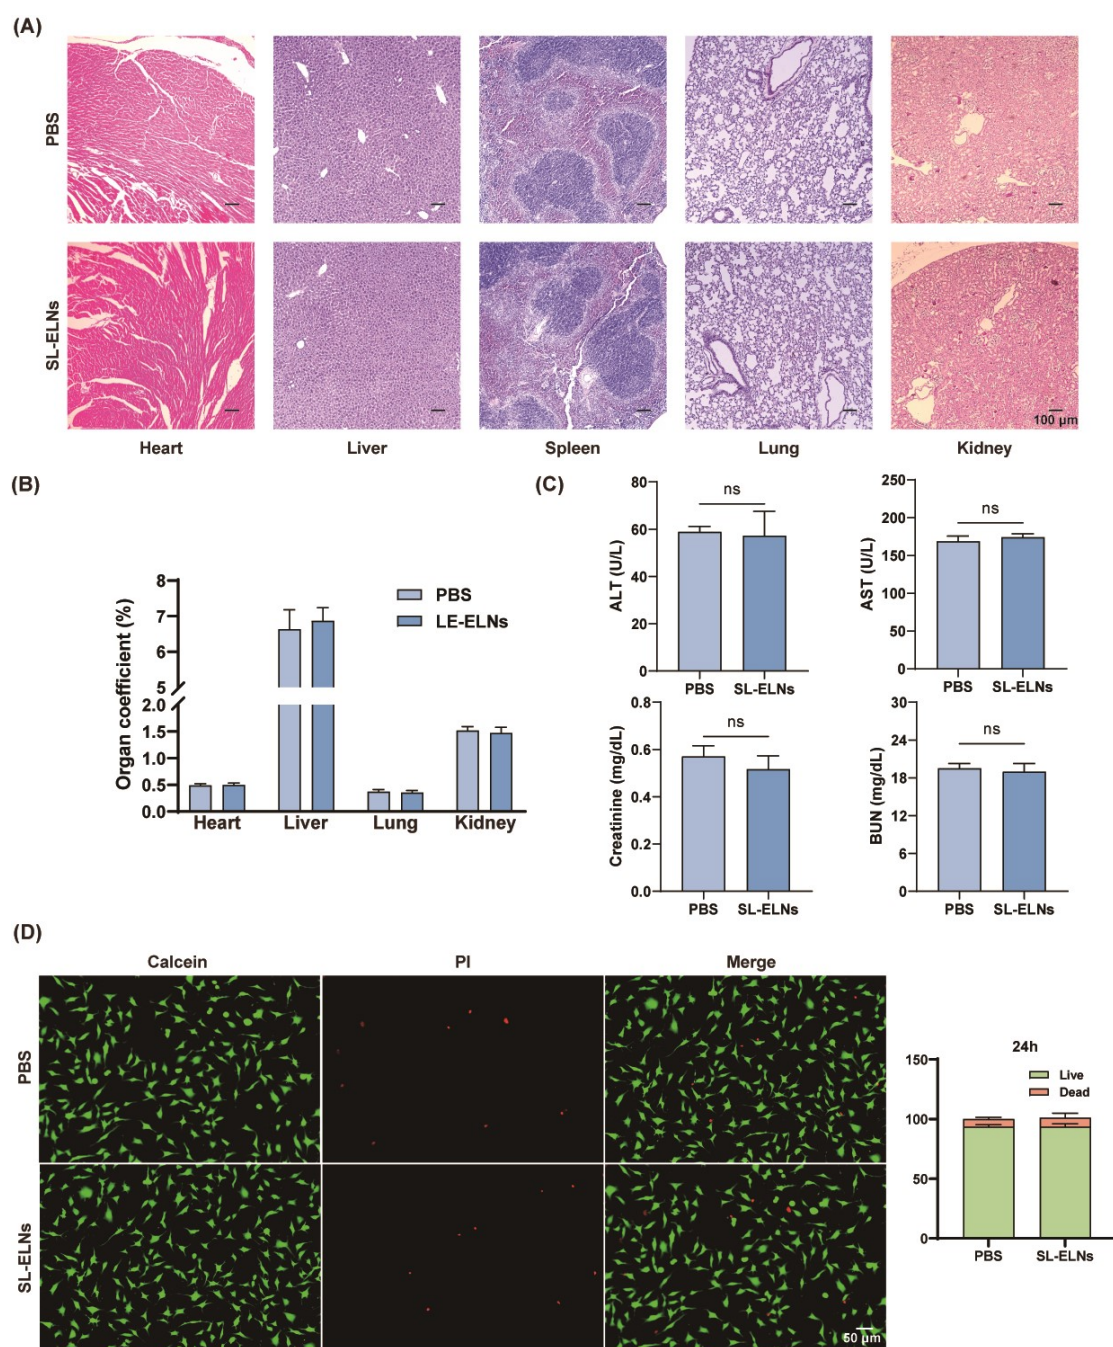 (A)
PBS
SL-ELNs
100 μm
Heart Liver Spleen Lung Kidney
(B)
Organ coefficient (%)
8
7
6
5
2.0
1.5
1.0
0.5
0.0
PBS
LE-ELNs
Heart Liver Lung Kidney
(C)
ALT (U/L)
80
60
40
20
0
ns
PBS SL-ELNs
AST (U/L)
250
200
150
100
50
0
ns
PBS SL-ELNs
Creatinine (mg/dL)
0.8
0.6
0.4
0.2
0.0
ns
PBS SL-ELNs
BUN (mg/dL)
30
24
18
12
6
0
ns
PBS SL-ELNs
(D)
Calcein PI Merge
PBS
SL-ELNs
50 μm
24h
150
100
50
0
Live
Dead
PBS SL-ELNs